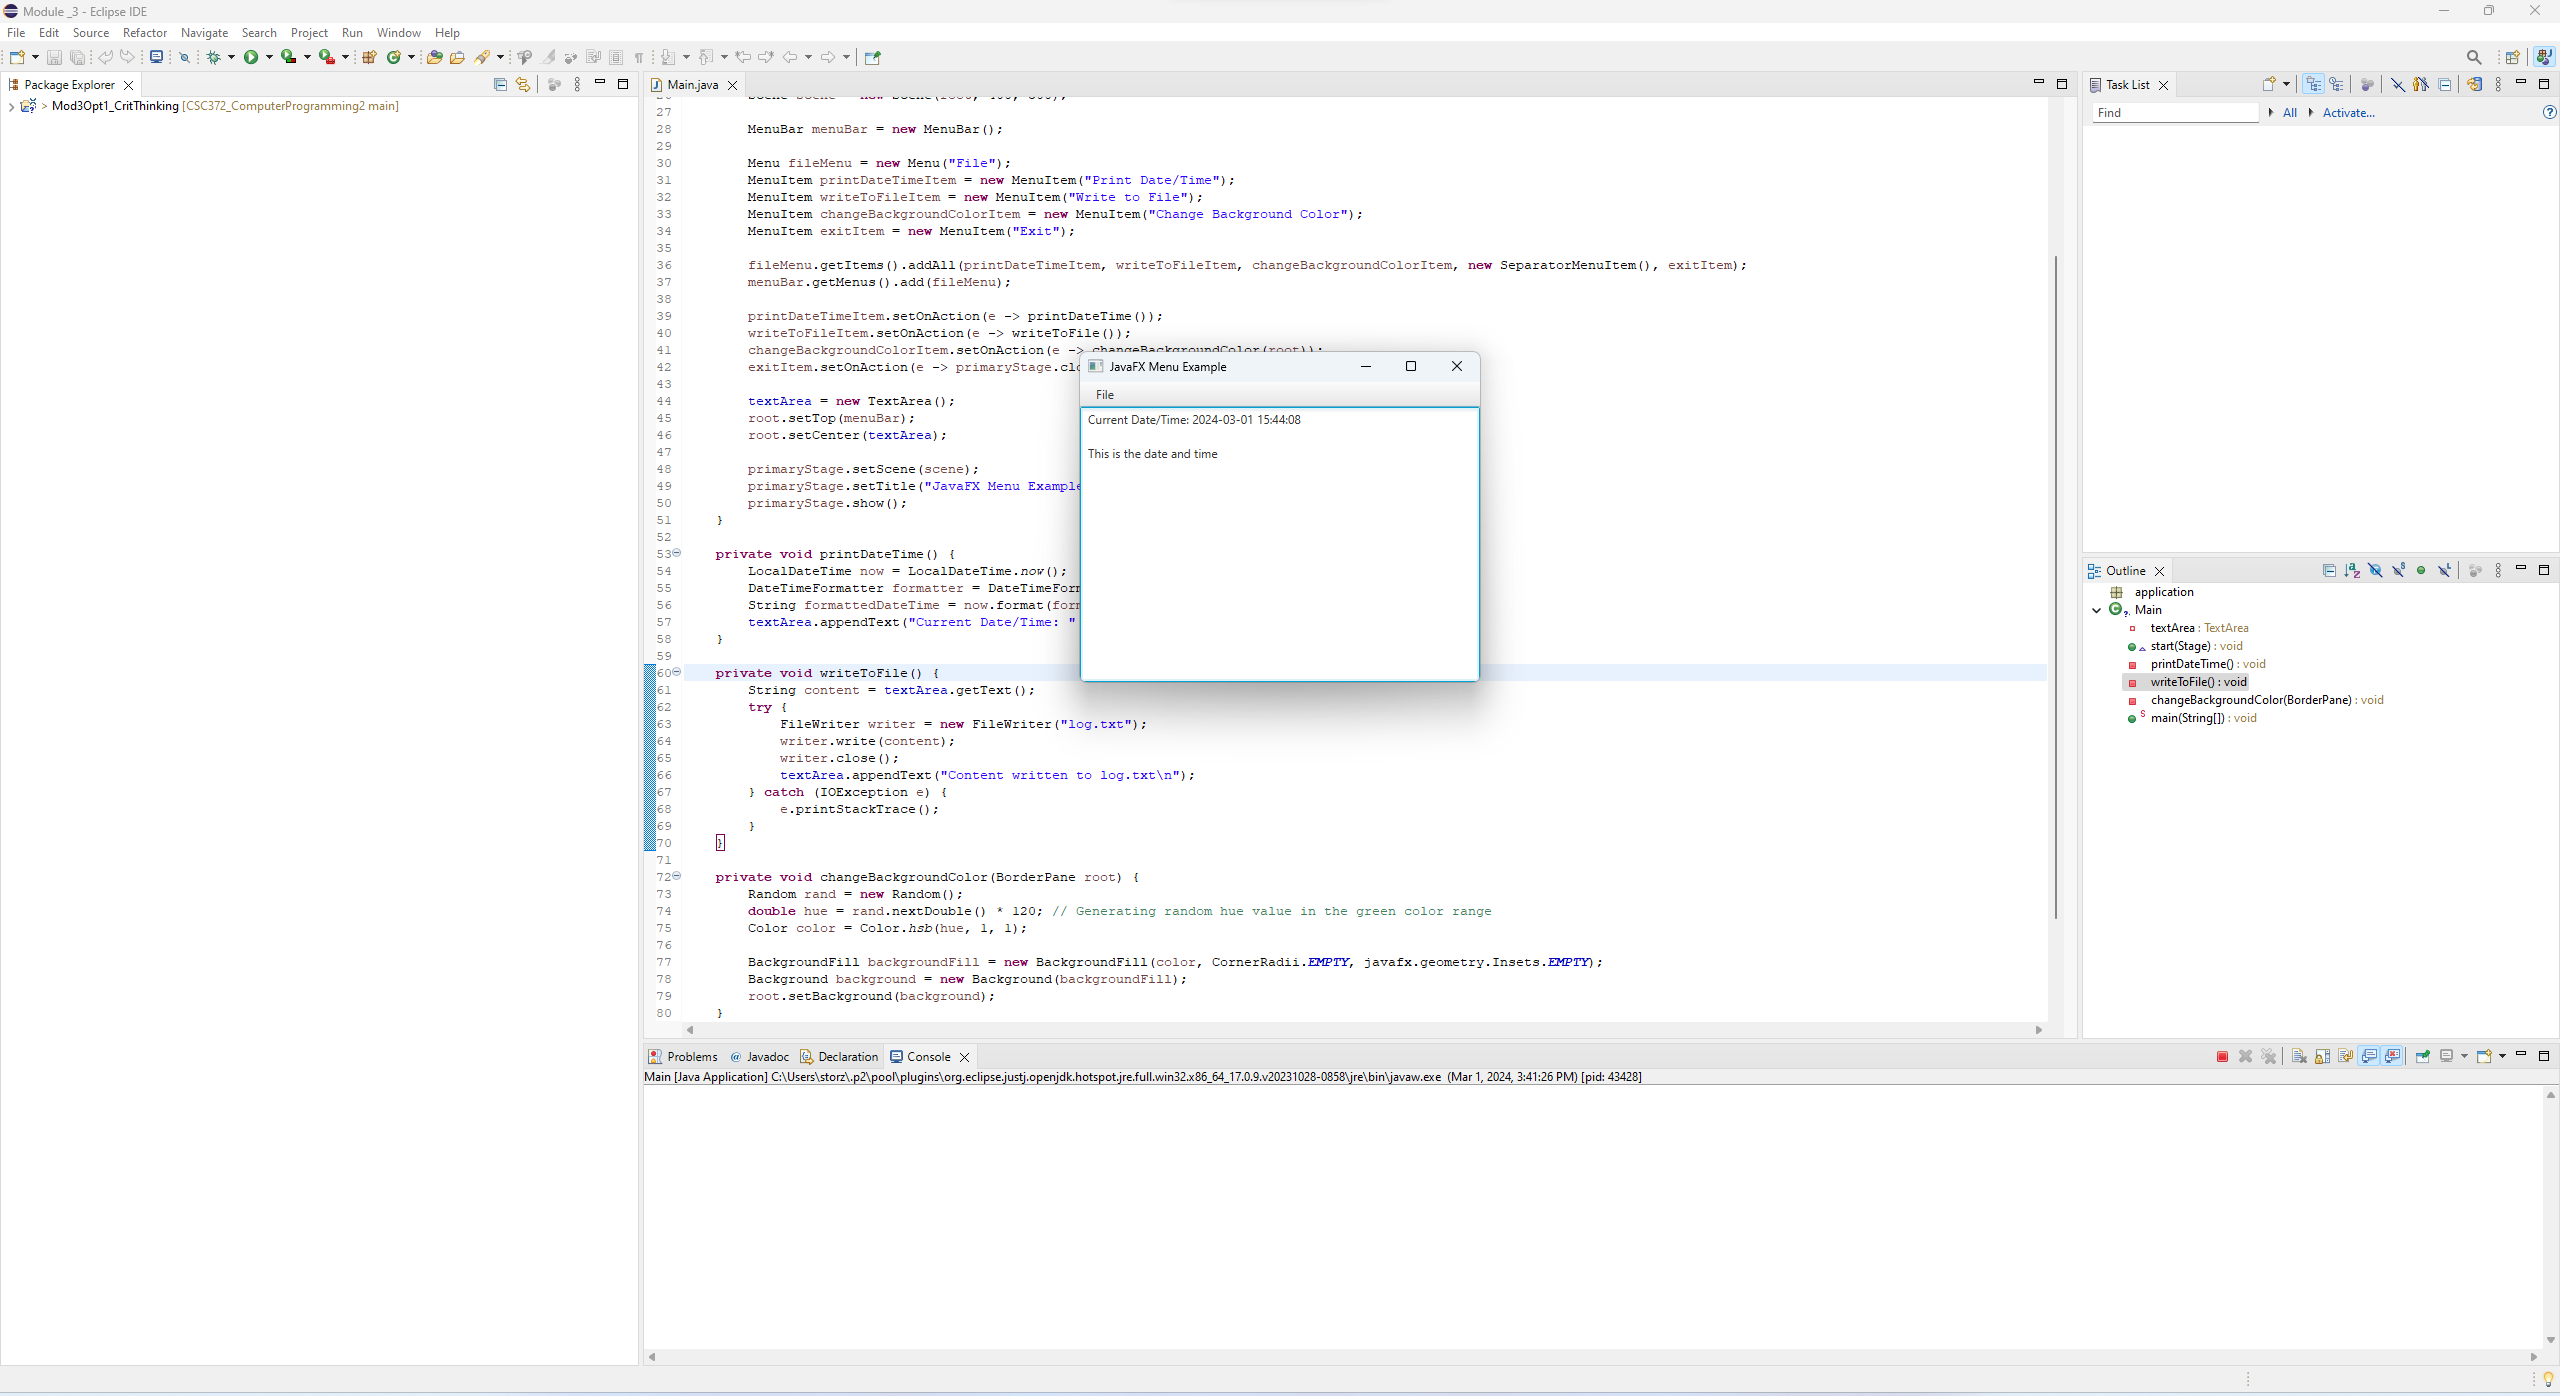 Module _3 - Eclipse IDE
File Edit Source Refactor Navigate Search Project Run Window Help
Package Explorer
Mod3Opt1_CritThinking [CSC372_ComputerProgramming2 main]
Main.java
27
28 MenuBar menuBar = new MenuBar();
29
30 Menu fileMenu = new Menu("File");
31 MenuItem printDateTimeItem = new MenuItem("Print Date/Time");
32 MenuItem writeToFileItem = new MenuItem("Write to File");
33 MenuItem changeBackgroundColorItem = new MenuItem("Change Background Color");
34 MenuItem exitItem = new MenuItem("Exit");
35
36 fileMenu.getItems().addAll(printDateTimeItem, writeToFileItem, changeBackgroundColorItem, new SeparatorMenuItem(), exitItem);
37 menuBar.getMenus().add(fileMenu);
38
39 printDateTimeItem.setOnAction(e -> printDateTime());
40 writeToFileItem.setOnAction(e -> writeToFile());
41 changeBackgroundColorItem.setOnAction(e -> changeBackgroundColor(root));
42 exitItem.setOnAction(e -> primaryStage.clo
43
44 textArea = new TextArea();
45 root.setTop(menuBar);
46 root.setCenter(textArea);
47
48 primaryStage.setScene(scene);
49 primaryStage.setTitle("JavaFX Menu Example
50 primaryStage.show();
51 }
52
53 private void printDateTime() {
54 LocalDateTime now = LocalDateTime.now();
55 DateTimeFormatter formatter = DateTimeForm
56 String formattedDateTime = now.format(form
57 textArea.appendText("Current Date/Time: "
58 }
59
60 private void writeToFile() {
61 String content = textArea.getText();
62 try {
63 FileWriter writer = new FileWriter("log.txt");
64 writer.write(content);
65 writer.close();
66 textArea.appendText("Content written to log.txt\n");
67 } catch (IOException e) {
68 e.printStackTrace();
69 }
70 }
71
72 private void changeBackgroundColor(BorderPane root) {
73 Random rand = new Random();
74 double hue = rand.nextDouble() * 120; // Generating random hue value in the green color range
75 Color color = Color.hsb(hue, 1, 1);
76
77 BackgroundFill backgroundFill = new BackgroundFill(color, CornerRadii.EMPTY, javafx.geometry.Insets.EMPTY);
78 Background background = new Background(backgroundFill);
79 root.setBackground(background);
80 }
JavaFX Menu Example
File
Current Date/Time: 2024-03-01 15:44:08
This is the date and time
Task List
Find All Activate...
Outline
application
Main
textArea : TextArea
start(Stage) : void
printDateTime() : void
writeToFile() : void
changeBackgroundColor(BorderPane) : void
main(String[]) : void
Problems Javadoc Declaration Console
Main [Java Application] C:\Users\storz\.p2\pool\plugins\org.eclipse.justj.openjdk.hotspot.jre.full.win32.x86_64_17.0.9.v20231028-0858\jre\bin\javaw.exe (Mar 1, 2024, 3:41:26 PM) [pid: 43428]